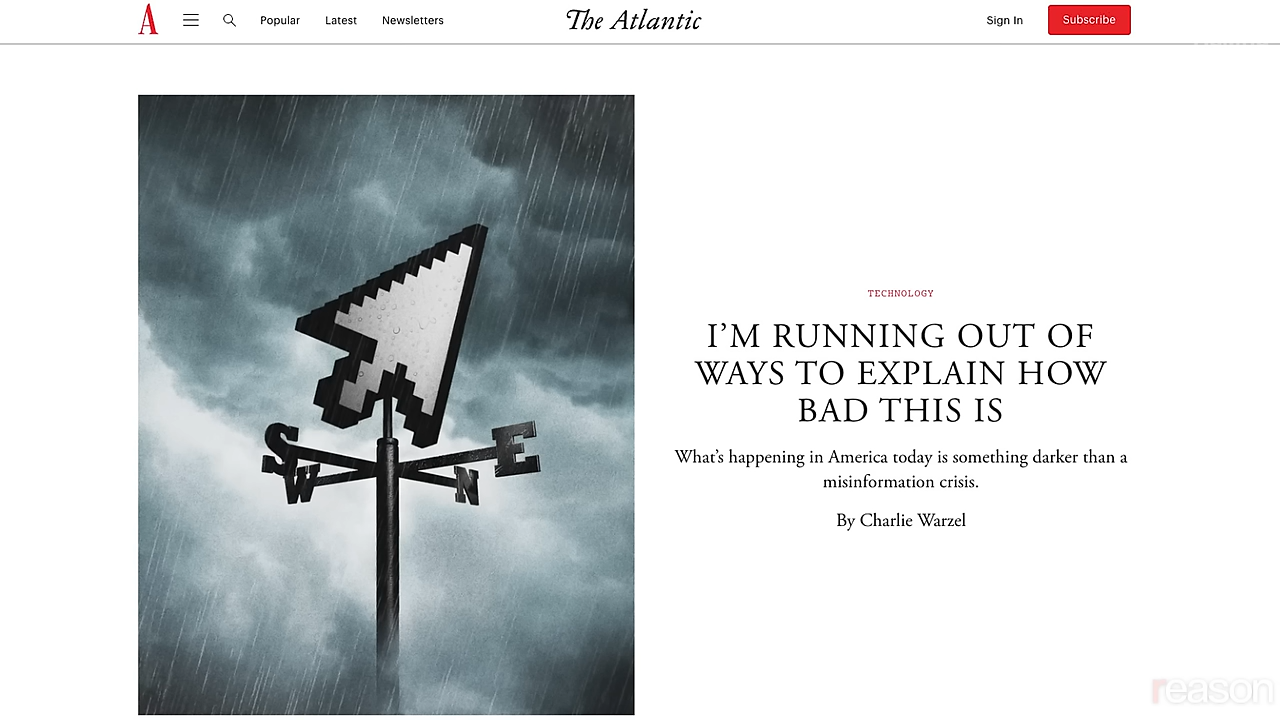 A Popular Latest Newsletters The Atlantic Sign In Subscribe
TECHNOLOGY
I'M RUNNING OUT OF
WAYS TO EXPLAIN HOW
BAD THIS IS
What's happening in America today is something darker than a
misinformation crisis.
By Charlie Warzel
S
E
W
N
reason